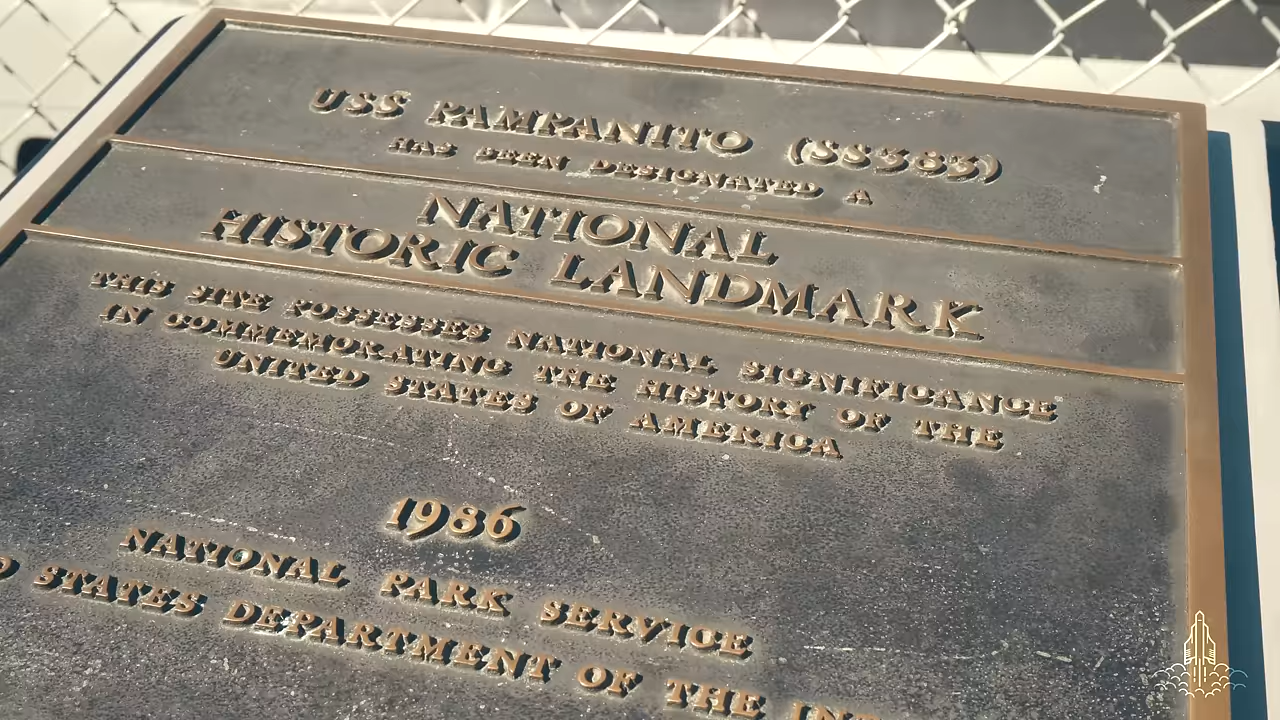 USS PAMPANITO (SS383)
HAS BEEN DESIGNATED A
NATIONAL
HISTORIC LANDMARK
THIS SITE POSSESSES NATIONAL SIGNIFICANCE
IN COMMEMORATING THE HISTORY OF THE
UNITED STATES OF AMERICA
1986
NATIONAL PARK SERVICE
STATES DEPARTMENT OF THE